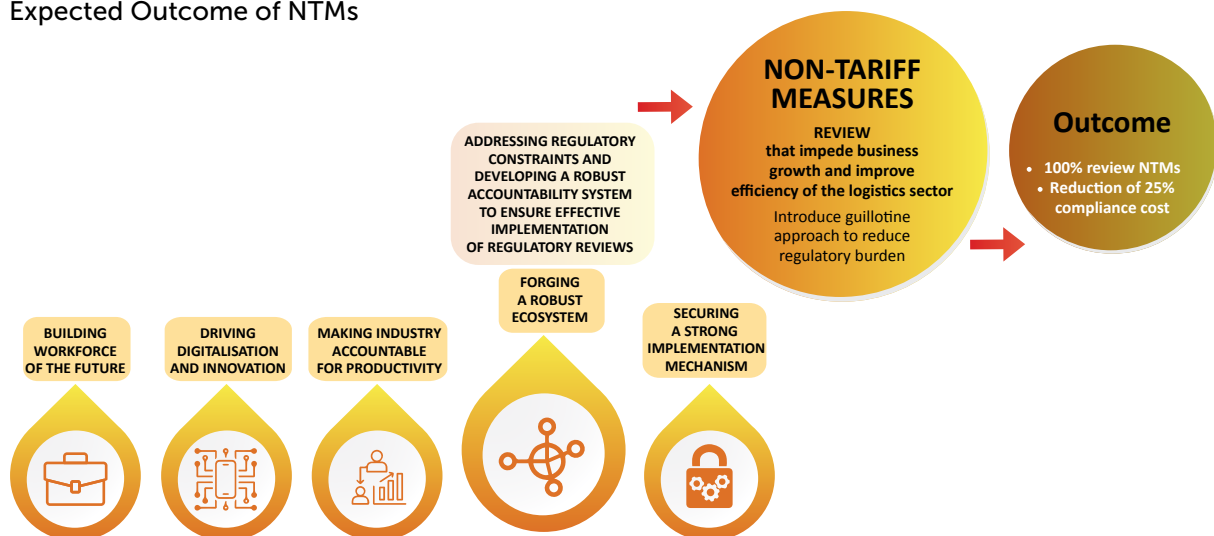 Expected Outcome of NTMs
NON-TARIFF
MEASURES
REVIEW
that impede business
growth and improve
efficiency of the logistics sector
Introduce guillotine
approach to reduce
regulatory burden
Outcome
• 100% review NTMs
• Reduction of 25%
compliance cost
ADDRESSING REGULATORY
CONSTRAINTS AND
DEVELOPING A ROBUST
ACCOUNTABILITY SYSTEM
TO ENSURE EFFECTIVE
IMPLEMENTATION
OF REGULATORY REVIEWS
BUILDING
WORKFORCE
OF THE FUTURE
DRIVING
DIGITALISATION
AND INNOVATION
MAKING INDUSTRY
ACCOUNTABLE
FOR PRODUCTIVITY
FORGING
A ROBUST
ECOSYSTEM
SECURING
A STRONG
IMPLEMENTATION
MECHANISM